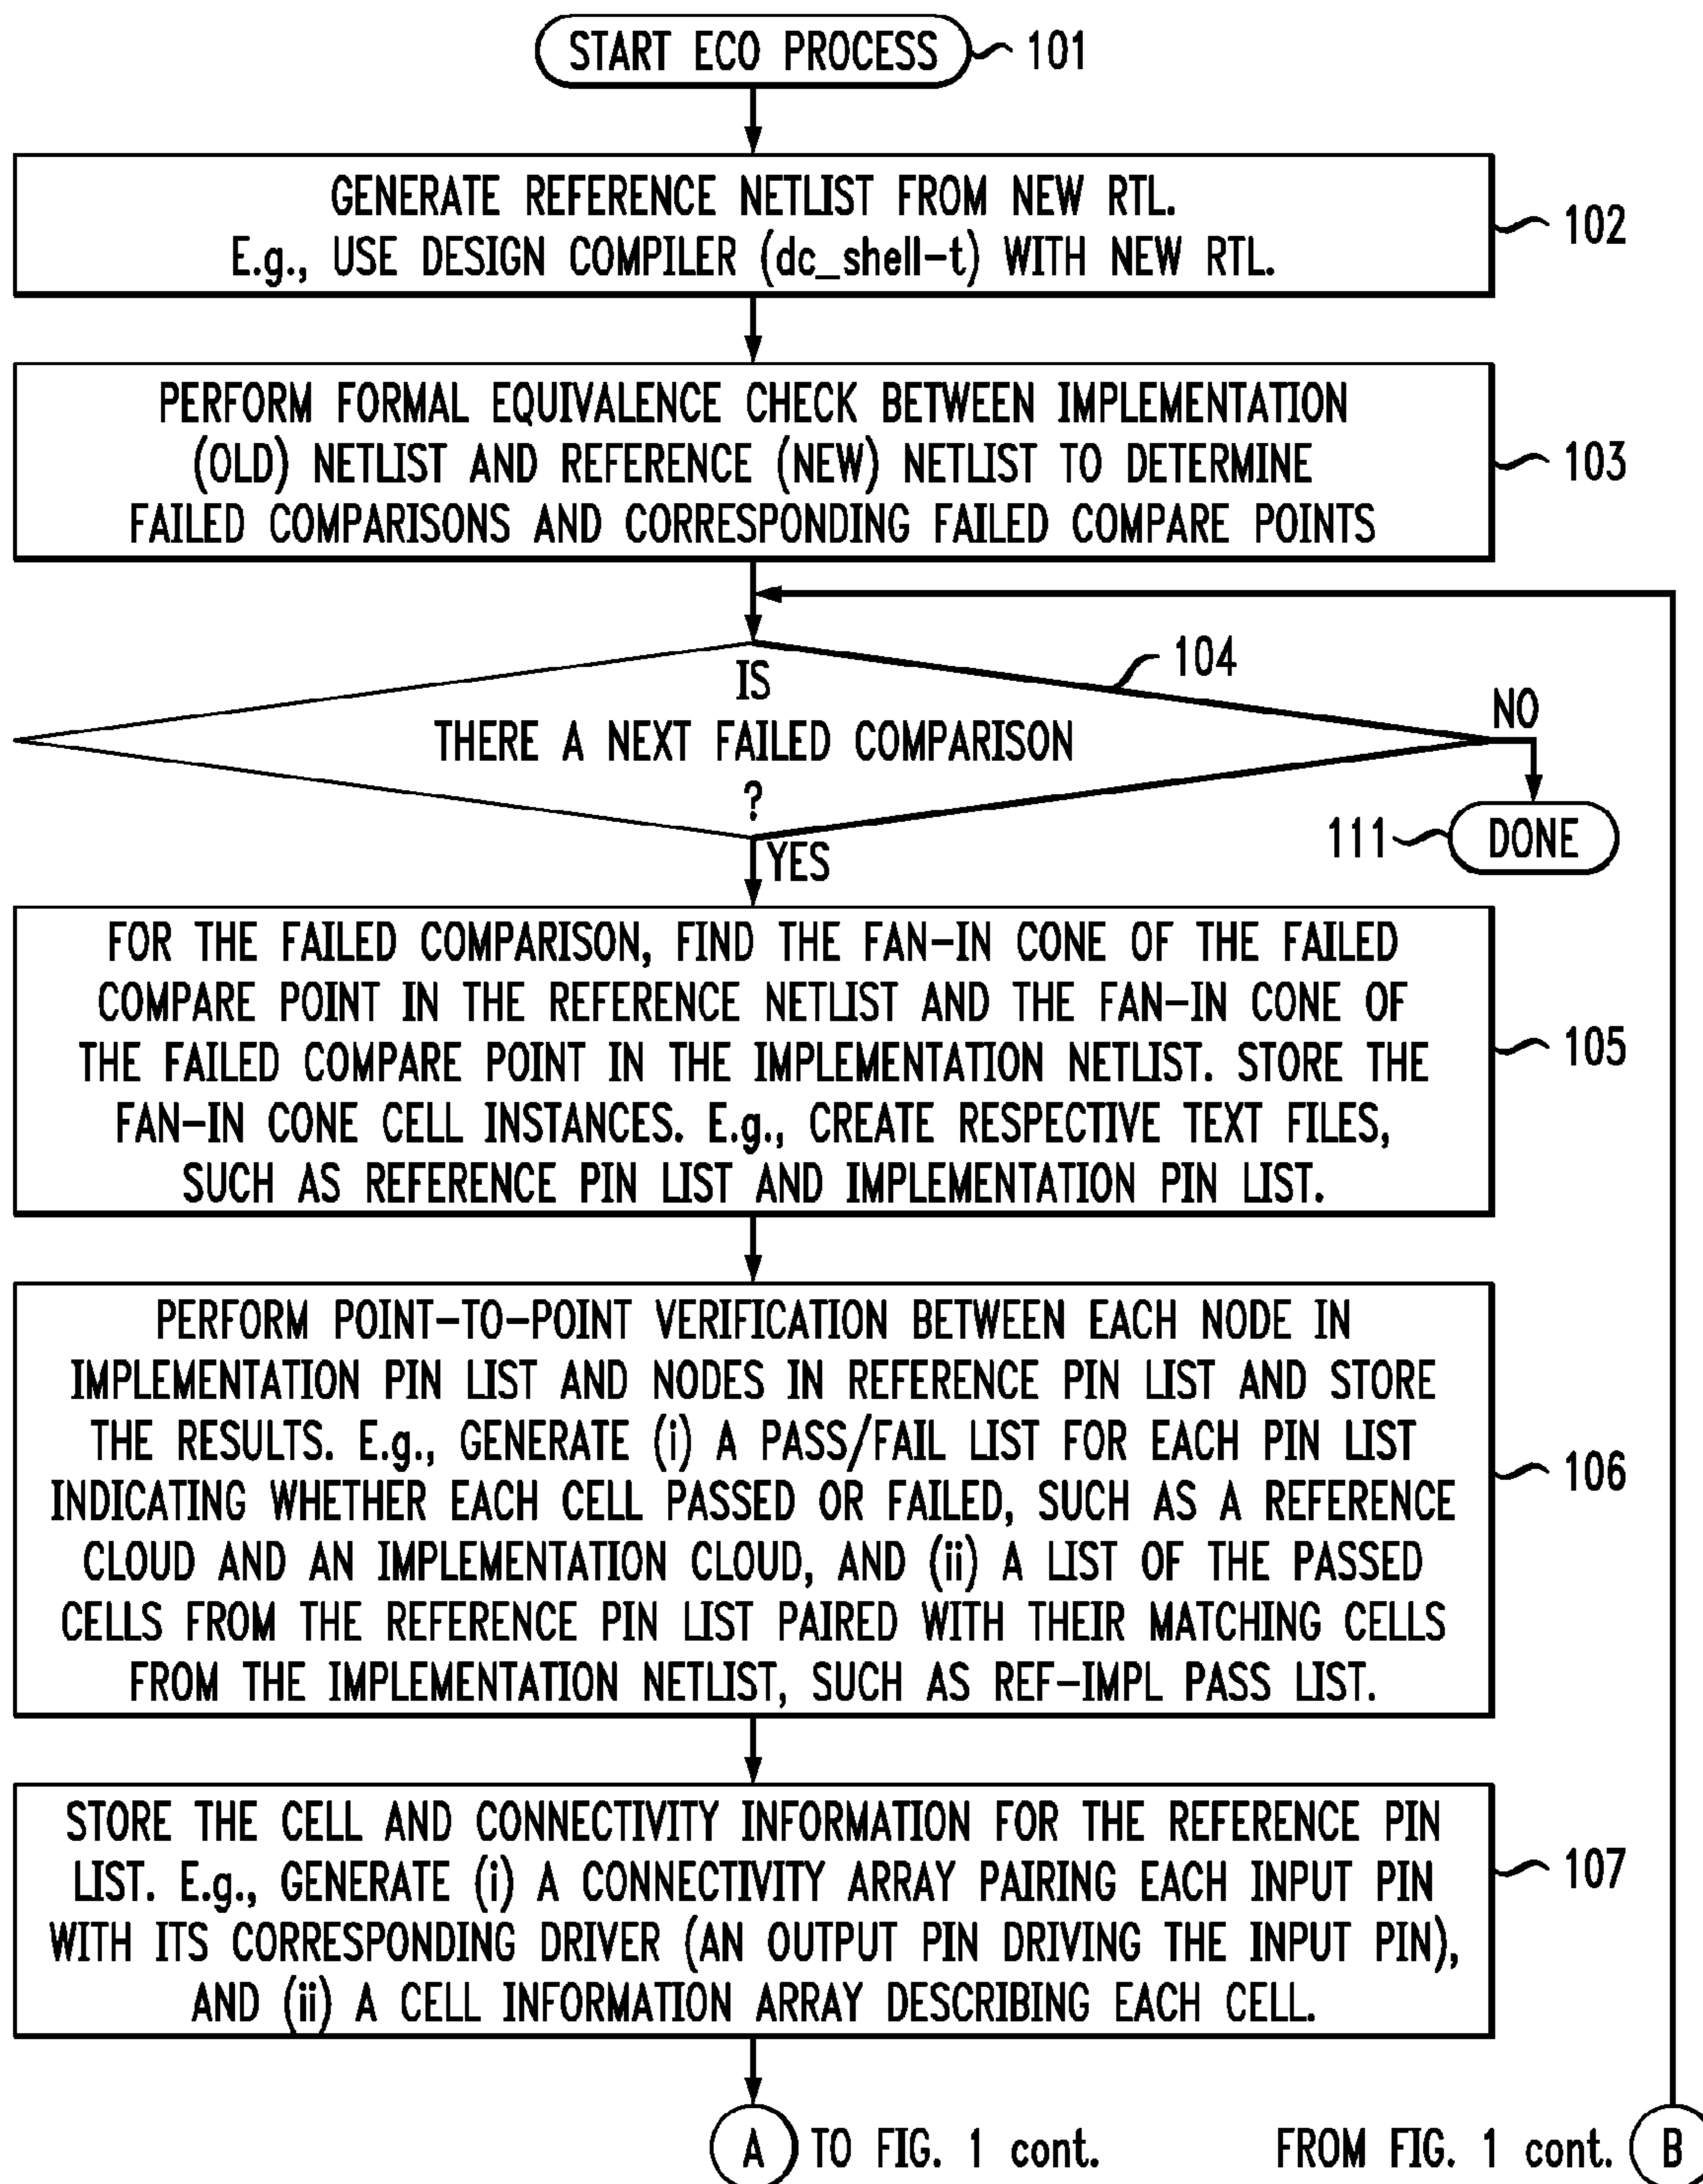 START ECO PROCESS 101
GENERATE REFERENCE NETLIST FROM NEW RTL.
E.g., USE DESIGN COMPILER (dc_shell-t) WITH NEW RTL.
102
PERFORM FORMAL EQUIVALENCE CHECK BETWEEN IMPLEMENTATION
(OLD) NETLIST AND REFERENCE (NEW) NETLIST TO DETERMINE
FAILED COMPARISONS AND CORRESPONDING FAILED COMPARE POINTS
103
104
IS
THERE A NEXT FAILED COMPARISON
?
NO
111 DONE
YES
FOR THE FAILED COMPARISON, FIND THE FAN-IN CONE OF THE FAILED
COMPARE POINT IN THE REFERENCE NETLIST AND THE FAN-IN CONE OF
THE FAILED COMPARE POINT IN THE IMPLEMENTATION NETLIST. STORE THE
FAN-IN CONE CELL INSTANCES. E.g., CREATE RESPECTIVE TEXT FILES,
SUCH AS REFERENCE PIN LIST AND IMPLEMENTATION PIN LIST.
105
PERFORM POINT-TO-POINT VERIFICATION BETWEEN EACH NODE IN
IMPLEMENTATION PIN LIST AND NODES IN REFERENCE PIN LIST AND STORE
THE RESULTS. E.g., GENERATE (i) A PASS/FAIL LIST FOR EACH PIN LIST
INDICATING WHETHER EACH CELL PASSED OR FAILED, SUCH AS A REFERENCE
CLOUD AND AN IMPLEMENTATION CLOUD, AND (ii) A LIST OF THE PASSED
CELLS FROM THE REFERENCE PIN LIST PAIRED WITH THEIR MATCHING CELLS
FROM THE IMPLEMENTATION NETLIST, SUCH AS REF-IMPL PASS LIST.
106
STORE THE CELL AND CONNECTIVITY INFORMATION FOR THE REFERENCE PIN
LIST. E.g., GENERATE (i) A CONNECTIVITY ARRAY PAIRING EACH INPUT PIN
WITH ITS CORRESPONDING DRIVER (AN OUTPUT PIN DRIVING THE INPUT PIN),
AND (ii) A CELL INFORMATION ARRAY DESCRIBING EACH CELL.
107
A TO FIG. 1 cont.
FROM FIG. 1 cont. B